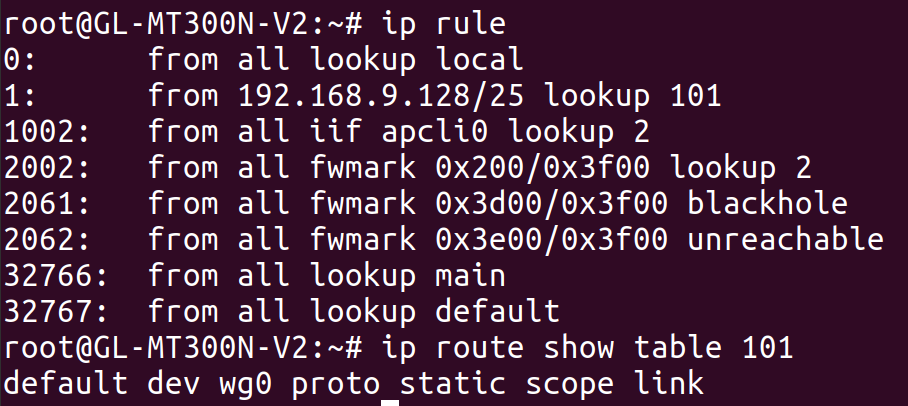 root@GL-MT300N-V2:~# ip rule
0:      from all lookup local
1:      from 192.168.9.128/25 lookup 101
1002:   from all iif apcli0 lookup 2
2002:   from all fwmark 0x200/0x3f00 lookup 2
2061:   from all fwmark 0x3d00/0x3f00 blackhole
2062:   from all fwmark 0x3e00/0x3f00 unreachable
32766:  from all lookup main
32767:  from all lookup default
root@GL-MT300N-V2:~# ip route show table 101
default dev wg0 proto static scope link